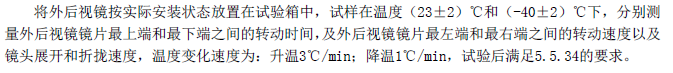 将外后视镜按实际安装状态放置在试验箱中，试样在温度（23±2）℃和（-40±2）℃下，分别测
量外后视镜镜片最上端和最下端之间的转动时间，及外后视镜镜片最左端和最右端之间的转动速度以及
镜头展开和折拢速度，温度变化速度为：升温3℃/min；降温1℃/min，试验后满足5.5.34的要求。